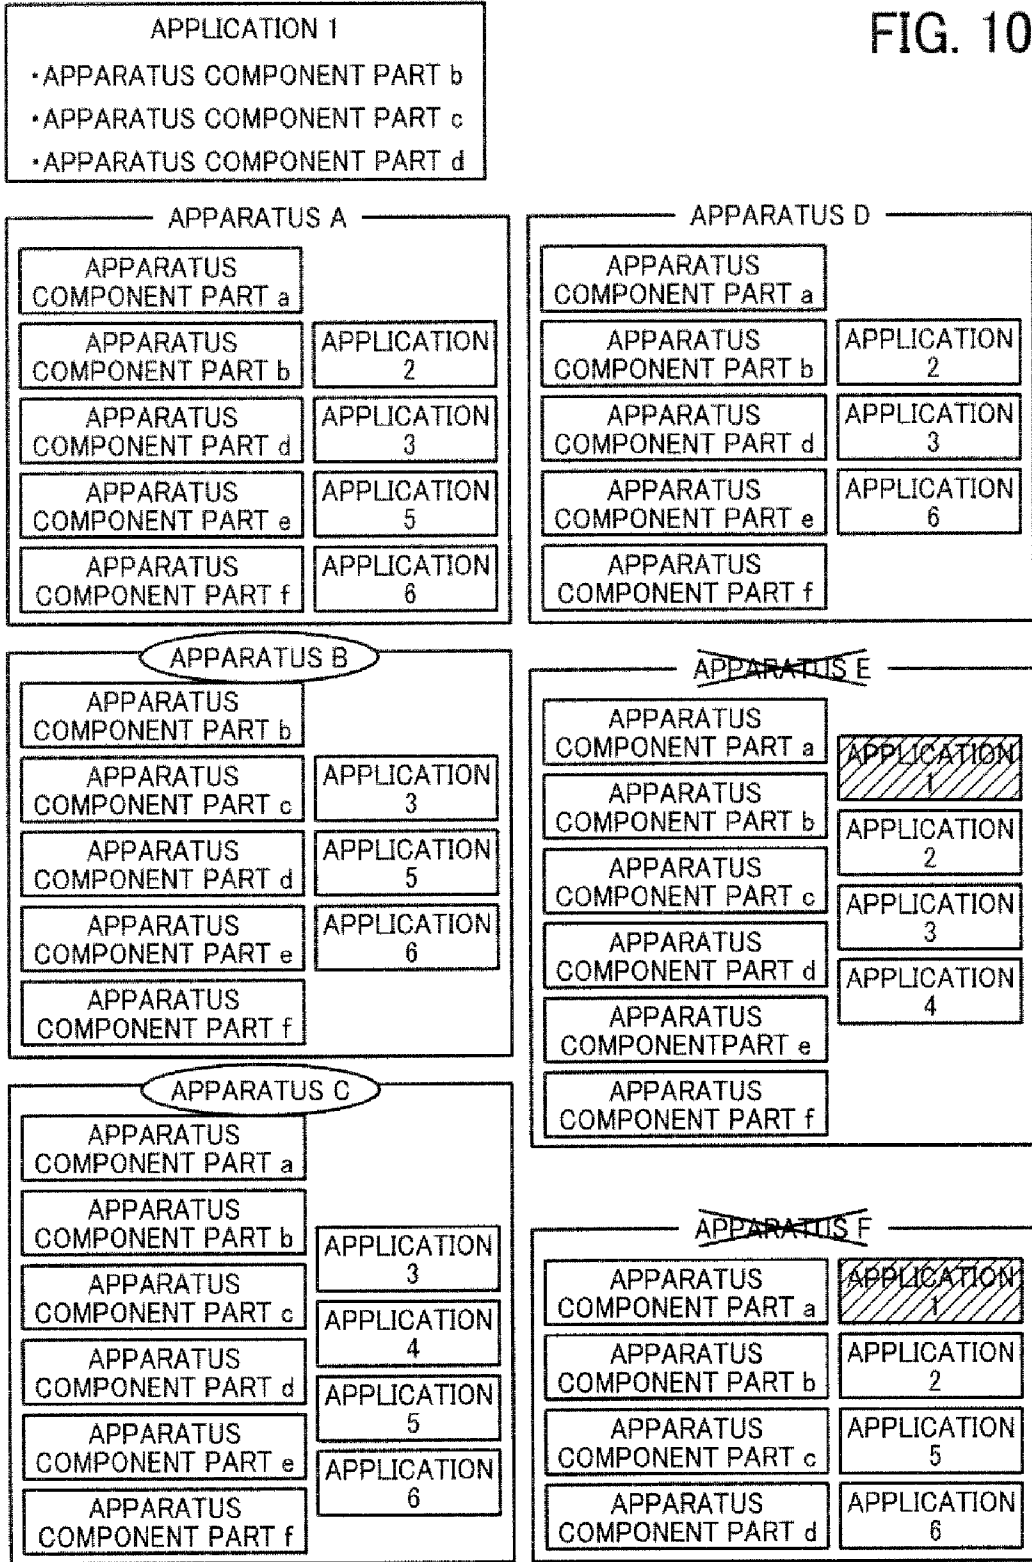 FIG. 10
APPLICATION 1
·APPARATUS COMPONENT PART b
·APPARATUS COMPONENT PART c
·APPARATUS COMPONENT PART d
APPARATUS A
APPARATUS
COMPONENT PART a
APPARATUS
COMPONENT PART b
APPLICATION
2
APPARATUS
COMPONENT PART d
APPLICATION
3
APPARATUS
COMPONENT PART e
APPLICATION
5
APPARATUS
COMPONENT PART f
APPLICATION
6
APPARATUS D
APPARATUS
COMPONENT PART a
APPARATUS
COMPONENT PART b
APPLICATION
2
APPARATUS
COMPONENT PART d
APPLICATION
3
APPARATUS
COMPONENT PART e
APPLICATION
6
APPARATUS
COMPONENT PART f
APPARATUS B
APPARATUS
COMPONENT PART b
APPARATUS
COMPONENT PART c
APPLICATION
3
APPARATUS
COMPONENT PART d
APPLICATION
5
APPARATUS
COMPONENT PART e
APPLICATION
6
APPARATUS
COMPONENT PART f
APPARATUS E
APPARATUS
COMPONENT PART a
APPLICATION
1
APPARATUS
COMPONENT PART b
APPLICATION
2
APPARATUS
COMPONENT PART c
APPLICATION
3
APPARATUS
COMPONENT PART d
APPLICATION
4
APPARATUS
COMPONENTPART e
APPARATUS
COMPONENT PART f
APPARATUS C
APPARATUS
COMPONENT PART a
APPARATUS
COMPONENT PART b
APPLICATION
3
APPARATUS
COMPONENT PART c
APPLICATION
4
APPARATUS
COMPONENT PART d
APPLICATION
5
APPARATUS
COMPONENT PART e
APPLICATION
6
APPARATUS
COMPONENT PART f
APPARATUS F
APPARATUS
COMPONENT PART a
APPLICATION
1
APPARATUS
COMPONENT PART b
APPLICATION
2
APPARATUS
COMPONENT PART c
APPLICATION
5
APPARATUS
COMPONENT PART d
APPLICATION
6